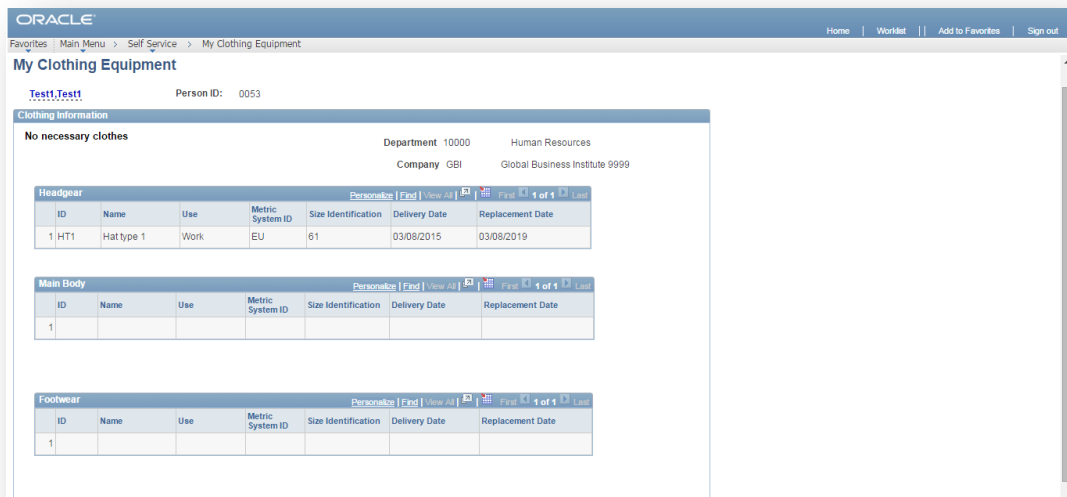 ORACLE
Home | Worklist || Add to Favorites | Sign out
Favorites | Main Menu > Self Service > My Clothing Equipment
My Clothing Equipment
Test1,Test1 Person ID: 0053
Clothing Information
No necessary clothes
Department 10000 Human Resources
Company GBI Global Business Institute 9999
Headgear Personalize | Find | View All | | First 1 of 1 Last
ID Name Use Metric System ID Size Identification Delivery Date Replacement Date
1 HT1 Hat type 1 Work EU 61 03/08/2015 03/08/2019
Main Body Personalize | Find | View All | | First 1 of 1 Last
ID Name Use Metric System ID Size Identification Delivery Date Replacement Date
1
Footwear Personalize | Find | View All | | First 1 of 1 Last
ID Name Use Metric System ID Size Identification Delivery Date Replacement Date
1